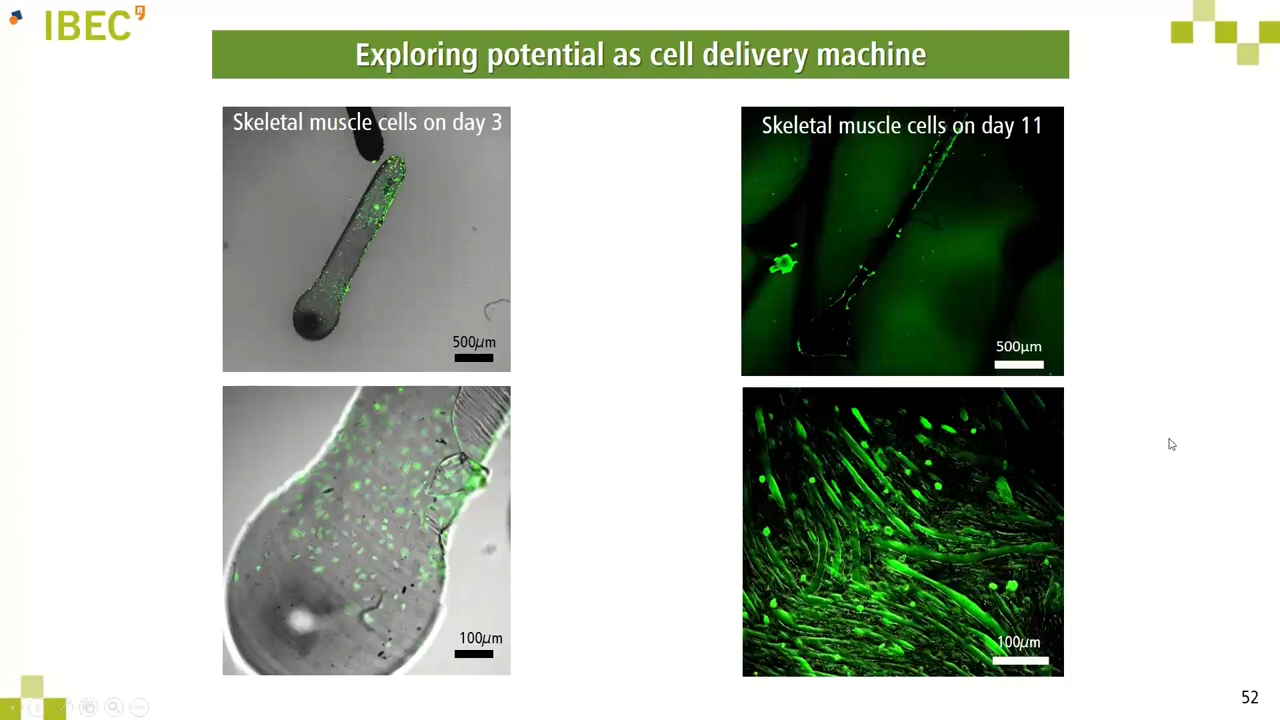 IBEC
Exploring potential as cell delivery machine
Skeletal muscle cells on day 3
500µm
Skeletal muscle cells on day 11
500µm
100µm
100µm
52